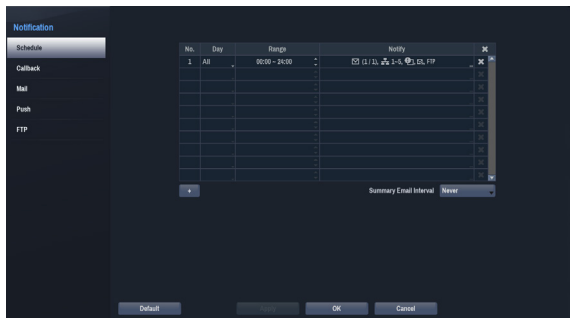 Notification
Schedule
Callback
Mail
Push
FTP
No. Day Range Notify
1 All 00:00 ~ 24:00 (1/1), 1~5, FTP
+
Summary Email Interval Never
Default Apply OK Cancel